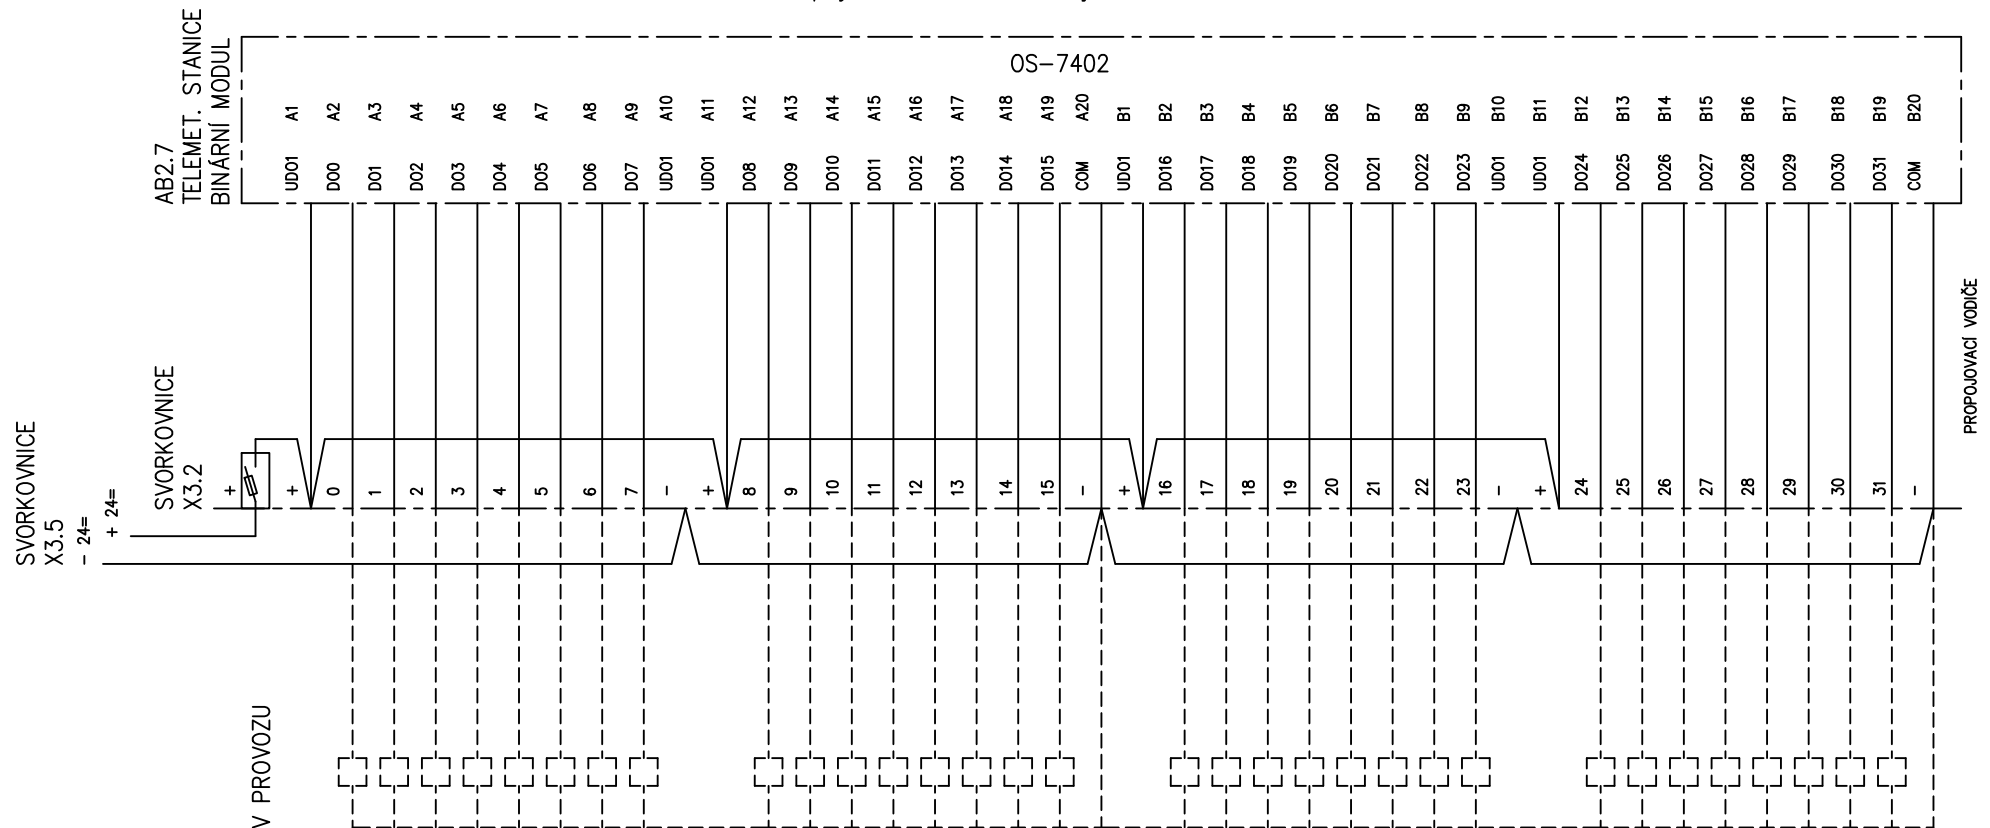 OS-7402
AB2.7
TELEMET. STANICE
BINÁRNÍ MODUL
A1 A2 A3 A4 A5 A6 A7 A8 A9 A10 A11 A12 A13 A14 A15 A16 A17 A18 A19 A20 B1 B2 B3 B4 B5 B6 B7 B8 B9 B10 B11 B12 B13 B14 B15 B16 B17 B18 B19 B20
UDO1 DO0 DO1 DO2 DO3 DO4 DO5 DO6 DO7 UDO1 UDO1 DO8 DO9 DO10 DO11 DO12 DO13 DO14 DO15 COM UDO1 DO16 DO17 DO18 DO19 DO20 DO21 DO22 DO23 UDO1 UDO1 DO24 DO25 DO26 DO27 DO28 DO29 DO30 DO31 COM
PROPOJOVACÍ VODIČE
SVORKOVNICE
X3.5
- 24=
+ 24=
SVORKOVNICE
X3.2
+ + 0 1 2 3 4 5 6 7 - + 8 9 10 11 12 13 14 15 - + 16 17 18 19 20 21 22 23 - + 24 25 26 27 28 29 30 31 -
V PROVOZU